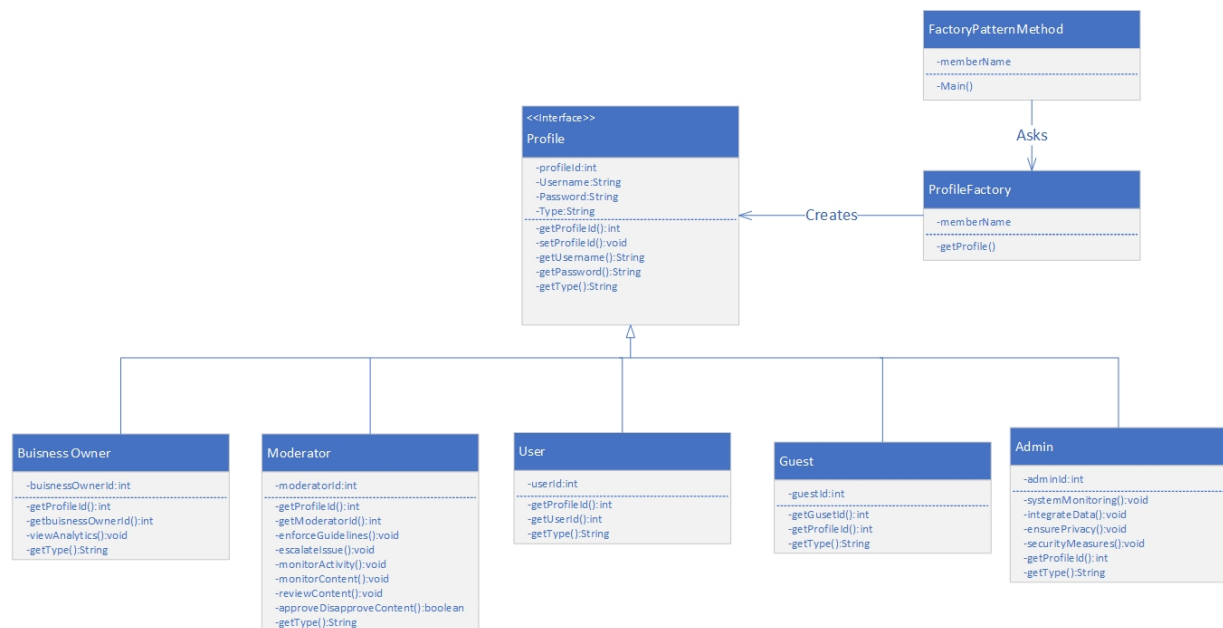 FactoryPatternMethod
-memberName
-Main()
Asks
<<Interface>>
Profile
-profileId:int
-Username:String
-Password:String
-Type:String
-getProfileId():int
-setProfileId():void
-getUsername():String
-getPassword():String
-getType():String
Creates
ProfileFactory
-memberName
-getProfile()
Buisness Owner
-buisnessOwnerId:int
-getProfileId():int
-getbuisnessOwnerId():int
-viewAnalytics():void
-getType():String
Moderator
-moderatorId:int
-getProfileId():int
-getModeratorId():int
-enforceGuidelines():void
-escalateIssue():void
-monitorActivity():void
-monitorContent():void
-reviewContent():void
-approveDisapproveContent():boolean
-getType():String
User
-userId:int
-getProfileId():int
-getUserId():int
-getType():String
Guest
-guestId:int
-getGusetId():int
-getProfileId():int
-getType():String
Admin
-adminId:int
-systemMonitoring():void
-integrateData():void
-ensurePrivacy():void
-securityMeasures():void
-getProfileId():int
-getType():String